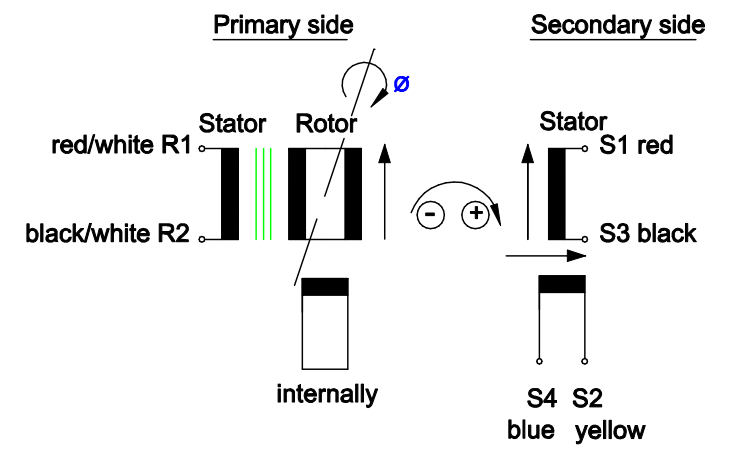 Primary side
Secondary side
ø
Stator
Rotor
Stator
red/white R1
S1 red
- +
black/white R2
S3 black
internally
S4 S2
blue yellow